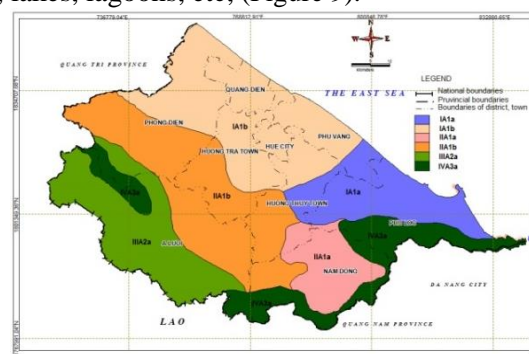 , lakes, lagoons, etc, (Figure 9).
QUANG TRI PROVINCE
THE EAST SEA
LEGEND
National boundaries
Provincial boundaries
Boundaries of district, town
IA1a
IA1b
IIA1a
IIA1b
IIIA2a
IVA3a
QUANG DIEN
PHONG DIEN
IA1b
PHU VANG
HUE CITY
HUONG TRA TOWN
IIA1b
IA1a
HUONG THUY TOWN
IIIA2a
A LUOI
IIA1a
NAM DONG
DA NANG CITY
LAO
QUANG NAM PROVINCE